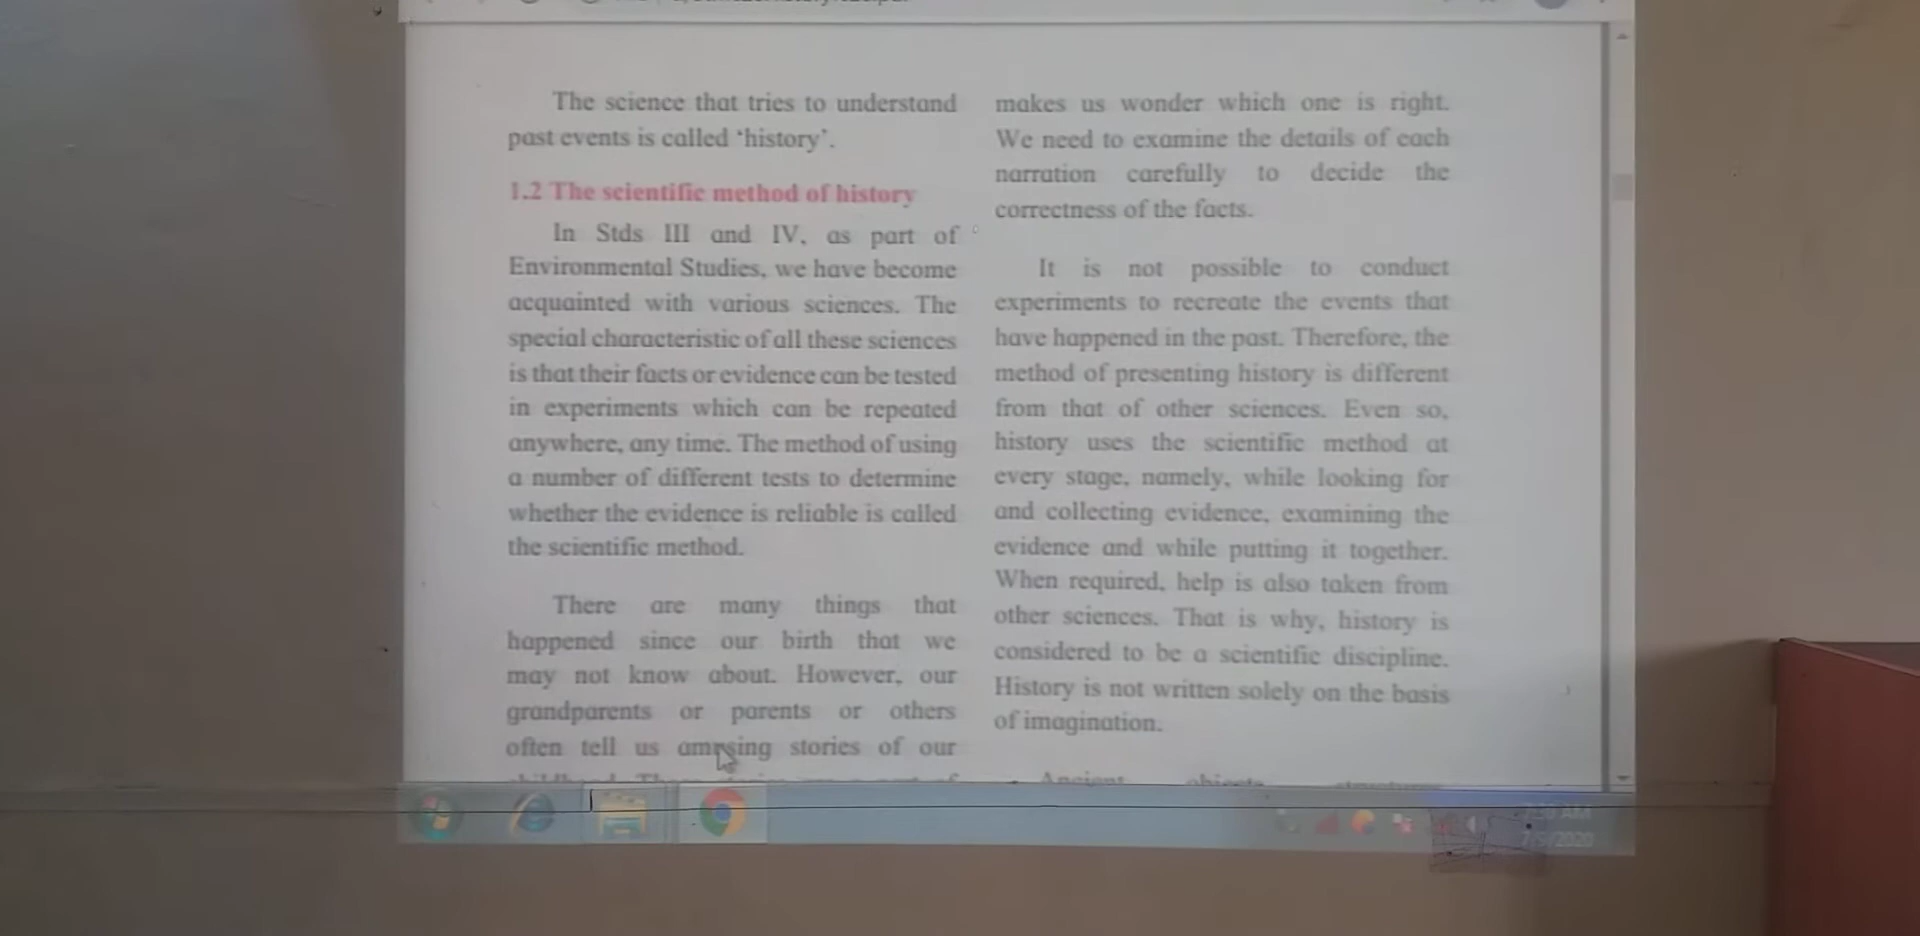 The science that tries to understand
past events is called ‘history’.
1.2 The scientific method of history
In Stds III and IV, as part of
Environmental Studies, we have become
acquainted with various sciences. The
special characteristic of all these sciences
is that their facts or evidence can be tested
in experiments which can be repeated
anywhere, any time. The method of using
a number of different tests to determine
whether the evidence is reliable is called
the scientific method.
There are many things that
happened since our birth that we
may not know about. However, our
grandparents or parents or others
often tell us amusing stories of our
makes us wonder which one is right.
We need to examine the details of each
narration carefully to decide the
correctness of the facts.
It is not possible to conduct
experiments to recreate the events that
have happened in the past. Therefore, the
method of presenting history is different
from that of other sciences. Even so,
history uses the scientific method at
every stage, namely, while looking for
and collecting evidence, examining the
evidence and while putting it together.
When required, help is also taken from
other sciences. That is why, history is
considered to be a scientific discipline.
History is not written solely on the basis
of imagination.
Ancient objects